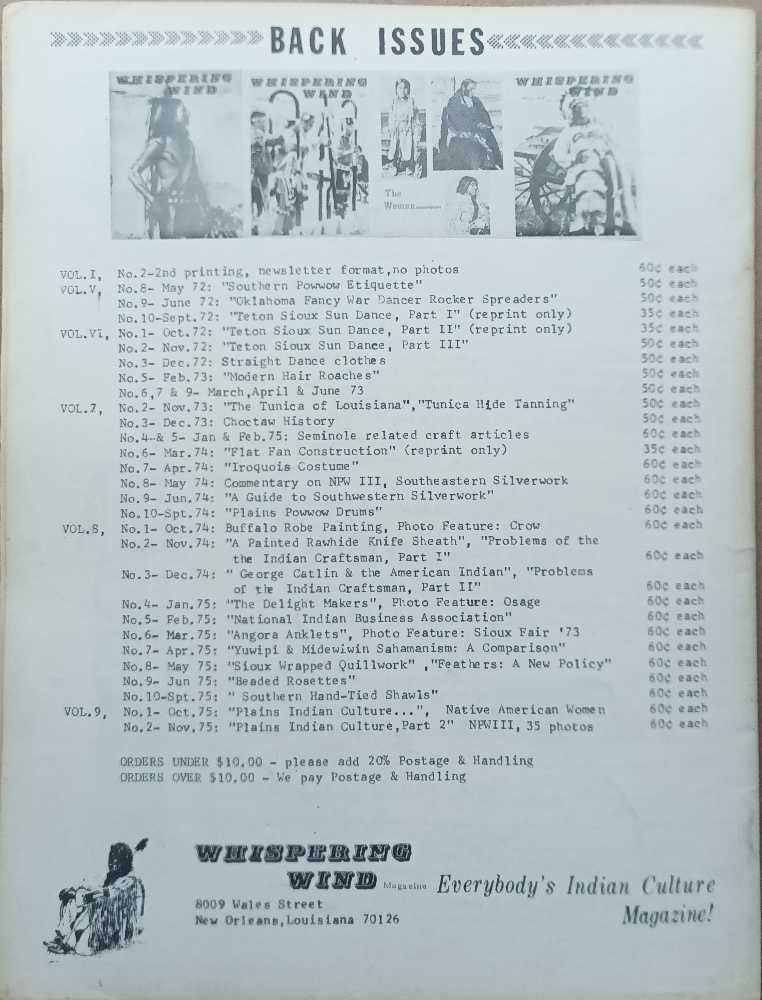 BACK ISSUES
WHISPERING WIND
WHISPERING WIND
The Woman
WHISPERING WIND
VOL.I, No.2-2nd printing, newsletter format,no photos 60¢ each
VOL.V, No.8- May 72: "Southern Powwow Etiquette" 50¢ each
No.9- June 72: "Oklahoma Fancy War Dancer Rocker Spreaders" 50¢ each
No.10-Sept.72: "Teton Sioux Sun Dance, Part I" (reprint only) 35¢ each
VOL.VI, No.1- Oct.72: "Teton Sioux Sun Dance, Part II" (reprint only) 35¢ each
No.2- Nov.72: "Teton Sioux Sun Dance, Part III" 50¢ each
No.3- Dec.72: Straight Dance clothes 50¢ each
No.5- Feb.73: "Modern Hair Roaches" 50¢ each
No.6,7 & 9- March,April & June 73 50¢ each
VOL.7, No.2- Nov.73: "The Tunica of Louisiana","Tunica Hide Tanning" 50¢ each
No.3- Dec.73: Choctaw History 50¢ each
No.4-& 5- Jan & Feb.75: Seminole related craft articles 60¢ each
No.6- Mar.74: "Flat Fan Construction" (reprint only) 35¢ each
No.7- Apr.74: "Iroquois Costume" 60¢ each
No.8- May 74: Commentary on NPW III, Southeastern Silverwork 60¢ each
No.9- Jun.74: "A Guide to Southwestern Silverwork" 60¢ each
No.10-Spt.74: "Plains Powwow Drums" 60¢ each
VOL.8, No.1- Oct.74: Buffalo Robe Painting, Photo Feature: Crow 60¢ each
No.2- Nov.74: "A Painted Rawhide Knife Sheath", "Problems of the
the Indian Craftsman, Part I" 60¢ each
No.3- Dec.74: " George Catlin & the American Indian", "Problems
of the Indian Craftsman, Part II" 60¢ each
No.4- Jan.75: "The Delight Makers", Photo Feature: Osage 60¢ each
No.5- Feb.75: "National Indian Business Association" 60¢ each
No.6- Mar.75: "Angora Anklets", Photo Feature: Sioux Fair '73 60¢ each
No.7- Apr.75: "Yuwipi & Midewiwin Sahamanism: A Comparison" 60¢ each
No.8- May 75: "Sioux Wrapped Quillwork" ,"Feathers: A New Policy" 60¢ each
No.9- Jun 75: "Beaded Rosettes" 60¢ each
No.10-Spt.75: " Southern Hand-Tied Shawls" 60¢ each
VOL.9, No.1- Oct.75: "Plains Indian Culture...", Native American Women 60¢ each
No.2- Nov.75: "Plains Indian Culture,Part 2" NPWIII, 35 photos 60¢ each
ORDERS UNDER $10.00 - please add 20% Postage & Handling
ORDERS OVER $10.00 - We pay Postage & Handling
WHISPERING
WIND Magazine
8009 Wales Street
New Orleans,Louisiana 70126
Everybody's Indian Culture
Magazine!